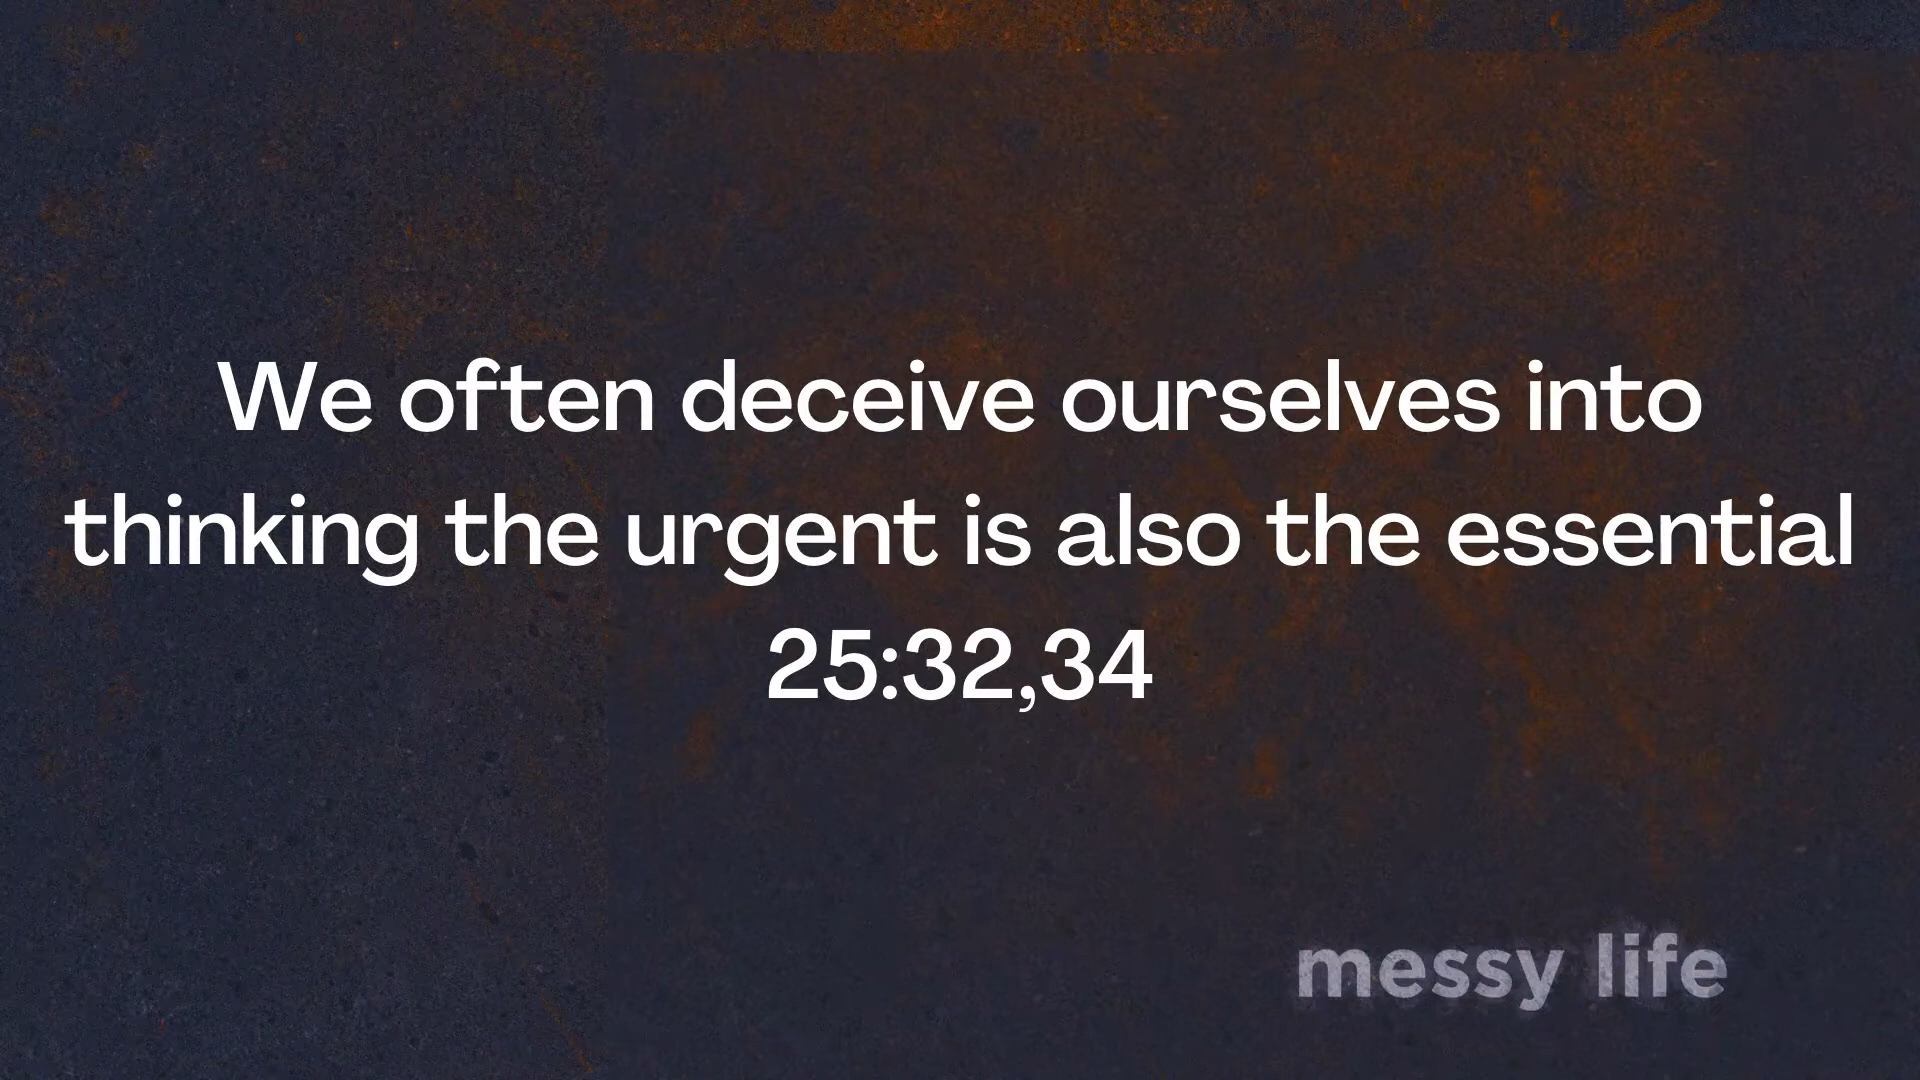 We often deceive ourselves into
thinking the urgent is also the essential
25:32,34
messy life